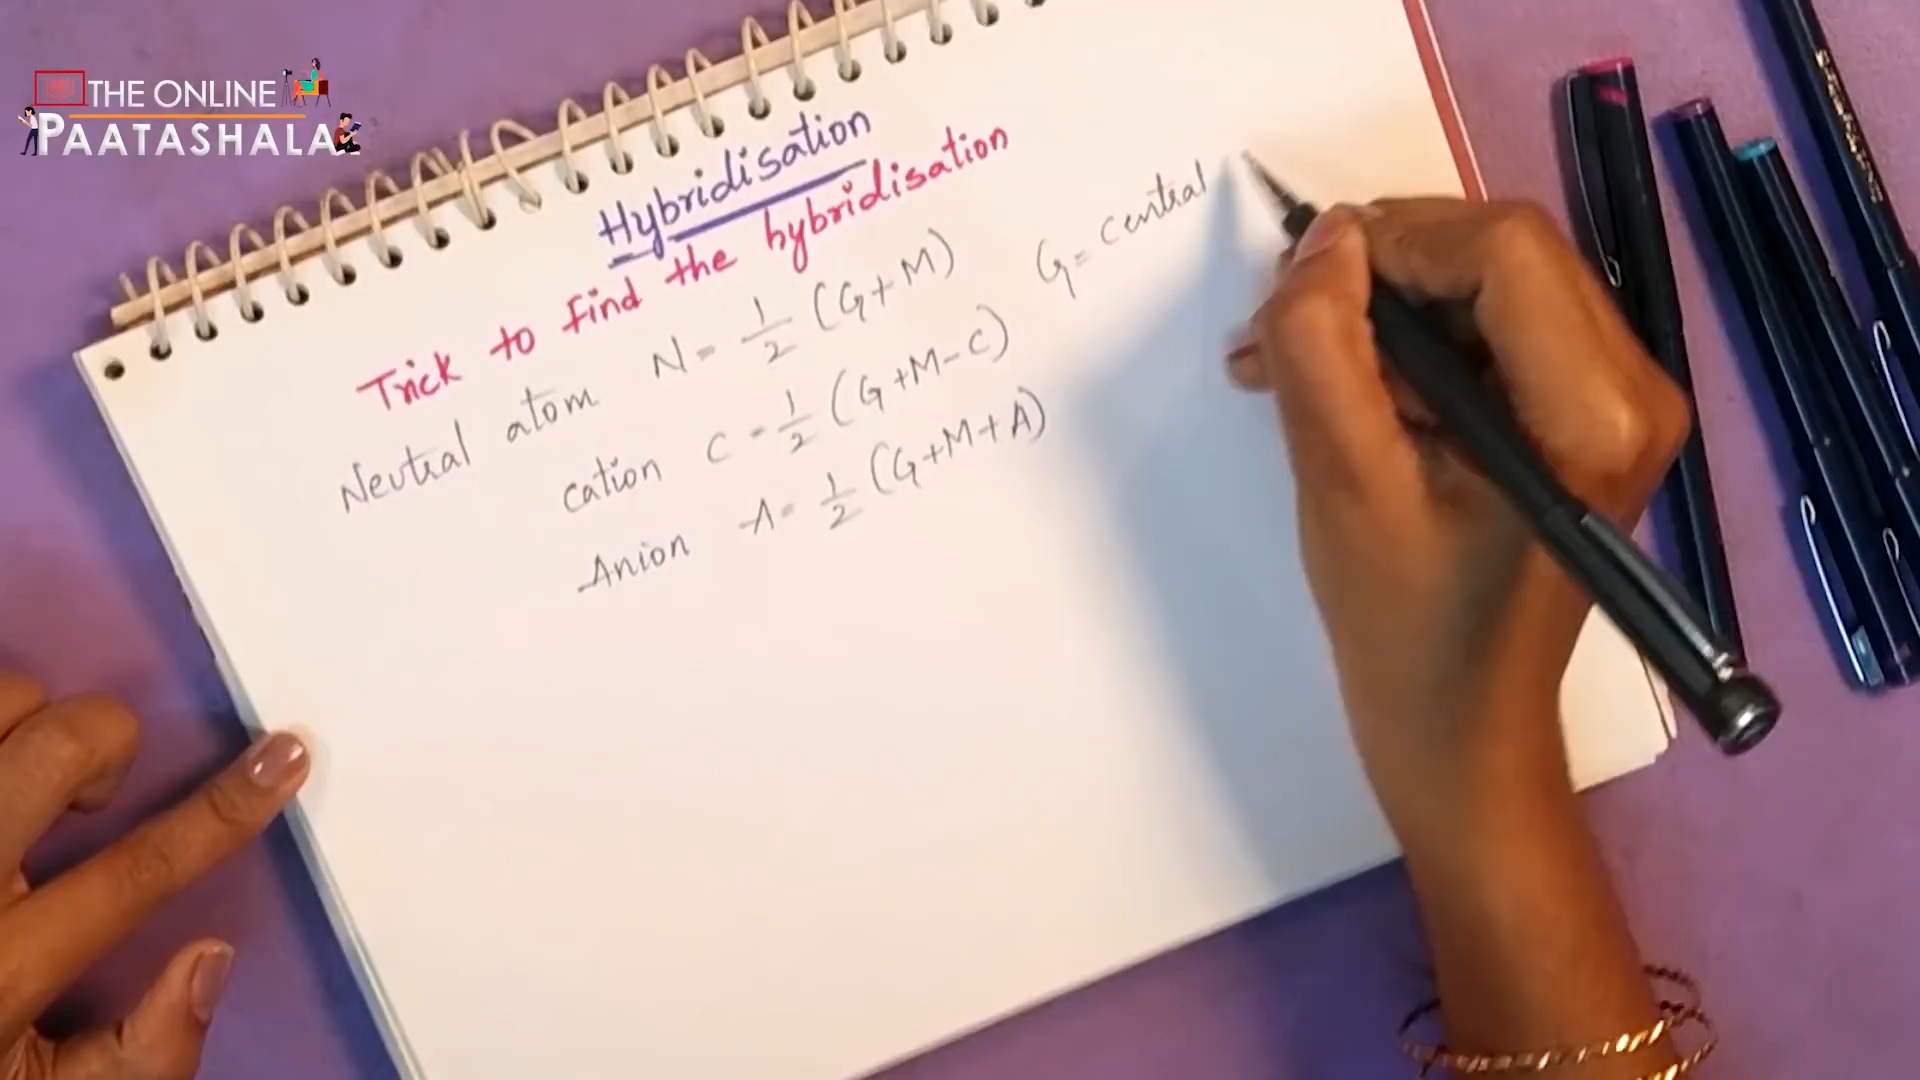 THE ONLINE
PAATASHALA
Hybridisation
Trick to find the hybridisation
Neutral atom N = 1/2 (G+M)
G = central
cation C = 1/2 (G+M-C)
Anion A = 1/2 (G+M+A)